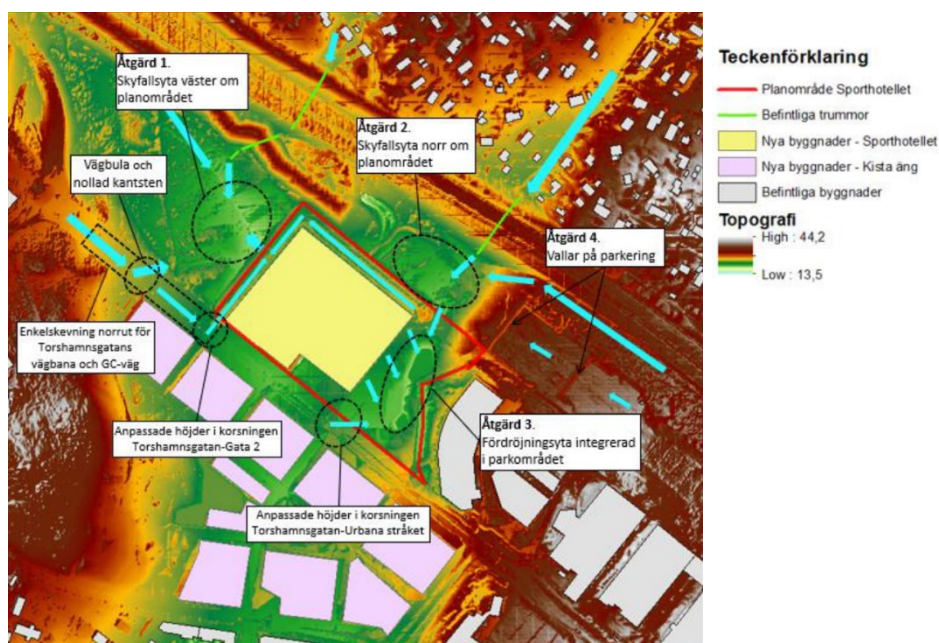 Åtgärd 1.
Skyfallsyta väster om
planområdet
Åtgärd 2.
Skyfallsyta norr om
planområdet
Vägbula och
nollad kantsten
Åtgärd 4.
Vallar på parkering
Enkelskevning norrut för
Torshamnsgatans
vägbana och GC-väg
Anpassade höjder i korsningen
Torshamnsgatan-Gata 2
Åtgärd 3.
Fördröjningsyta integrerad
i parkområdet
Anpassade höjder i korsningen
Torshamnsgatan-Urbana stråket
Teckenförklaring
Planområde Sporthotellet
Befintliga trummor
Nya byggnader - Sporthotellet
Nya byggnader - Kista äng
Befintliga byggnader
Topografi
High : 44,2
Low : 13,5